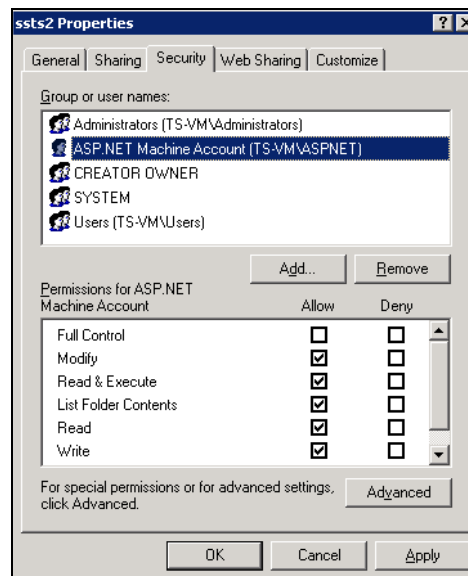 ssts2 Properties
General Sharing Security Web Sharing Customize
Group or user names:
Administrators (TS-VM\Administrators)
ASP.NET Machine Account (TS-VM\ASPNET)
CREATOR OWNER
SYSTEM
Users (TS-VM\Users)
Add... Remove
Permissions for ASP.NET
Machine Account Allow Deny
Full Control
Modify
Read & Execute
List Folder Contents
Read
Write
For special permissions or for advanced settings,
click Advanced. Advanced
OK Cancel Apply